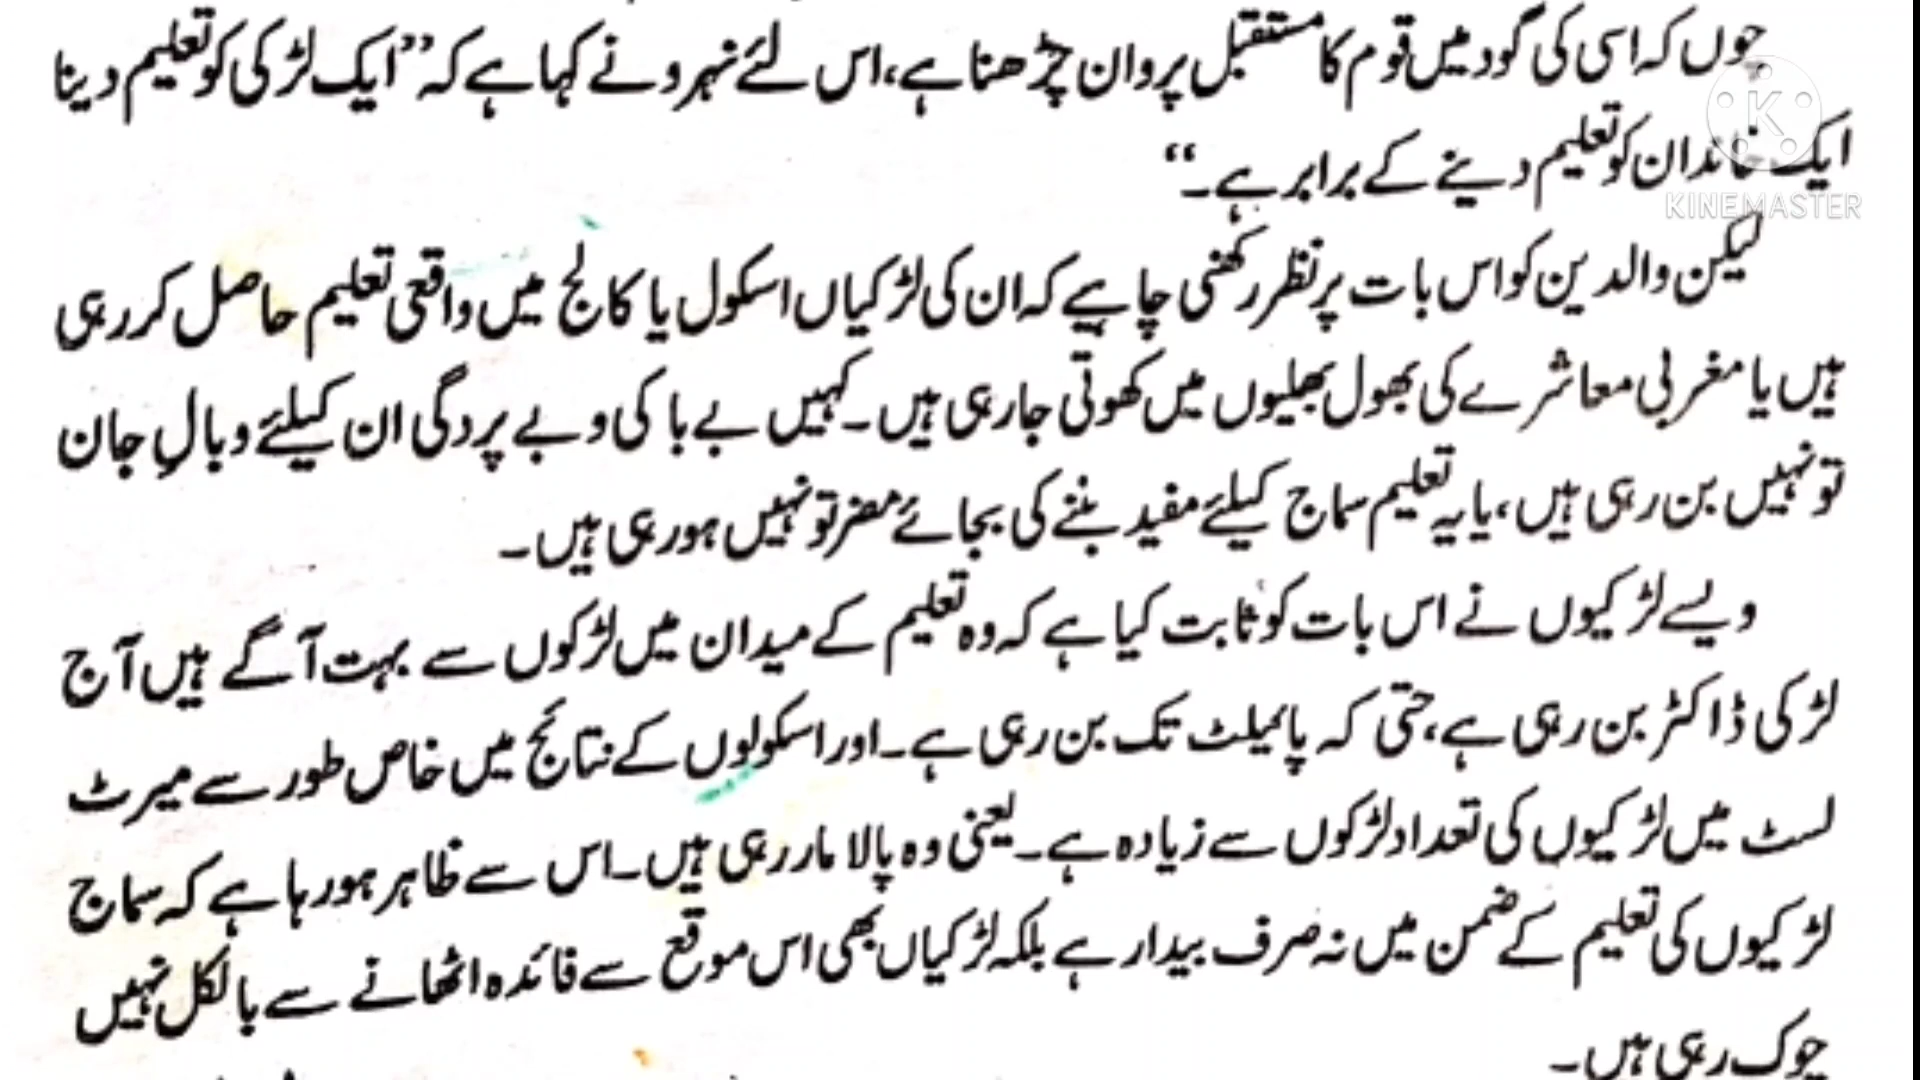 چوں کہ اسی کی گود میں قوم کا مستقبل پروان چڑھنا ہے، اس لئے نہرو نے کہا ہے کہ ”ایک لڑکی کو تعلیم دینا
ایک خاندان کو تعلیم دینے کے برابر ہے۔“
KINEMASTER
لیکن والدین کو اس بات پر نظر رکھنی چاہیے کہ ان کی لڑکیاں اسکول یا کالج میں واقعی تعلیم حاصل کر رہی
ہیں یا مغربی معاشرے کی بھول بھلیوں میں کھوتی جا رہی ہیں۔ کہیں بے باکی و بے پردگی ان کیلئے وبالِ جان
تو نہیں بن رہی ہیں، یا یہ تعلیم سماج کیلئے مفید بننے کی بجائے مضر تو نہیں ہو رہی ہیں۔
ویسے لڑکیوں نے اس بات کو ثابت کیا ہے کہ وہ تعلیم کے میدان میں لڑکوں سے بہت آگے ہیں آج
لڑکی ڈاکٹر بن رہی ہے، حتی کہ پائیلٹ تک بن رہی ہے۔ اور اسکولوں کے نتائج میں خاص طور سے میرٹ
لسٹ میں لڑکیوں کی تعداد لڑکوں سے زیادہ ہے۔ یعنی وہ پالا مار رہی ہیں۔ اس سے ظاہر ہو رہا ہے کہ سماج
لڑکیوں کی تعلیم کے ضمن میں نہ صرف بیدار ہے بلکہ لڑکیاں بھی اس موقع سے فائدہ اٹھانے سے بالکل نہیں
چوک رہی ہیں۔